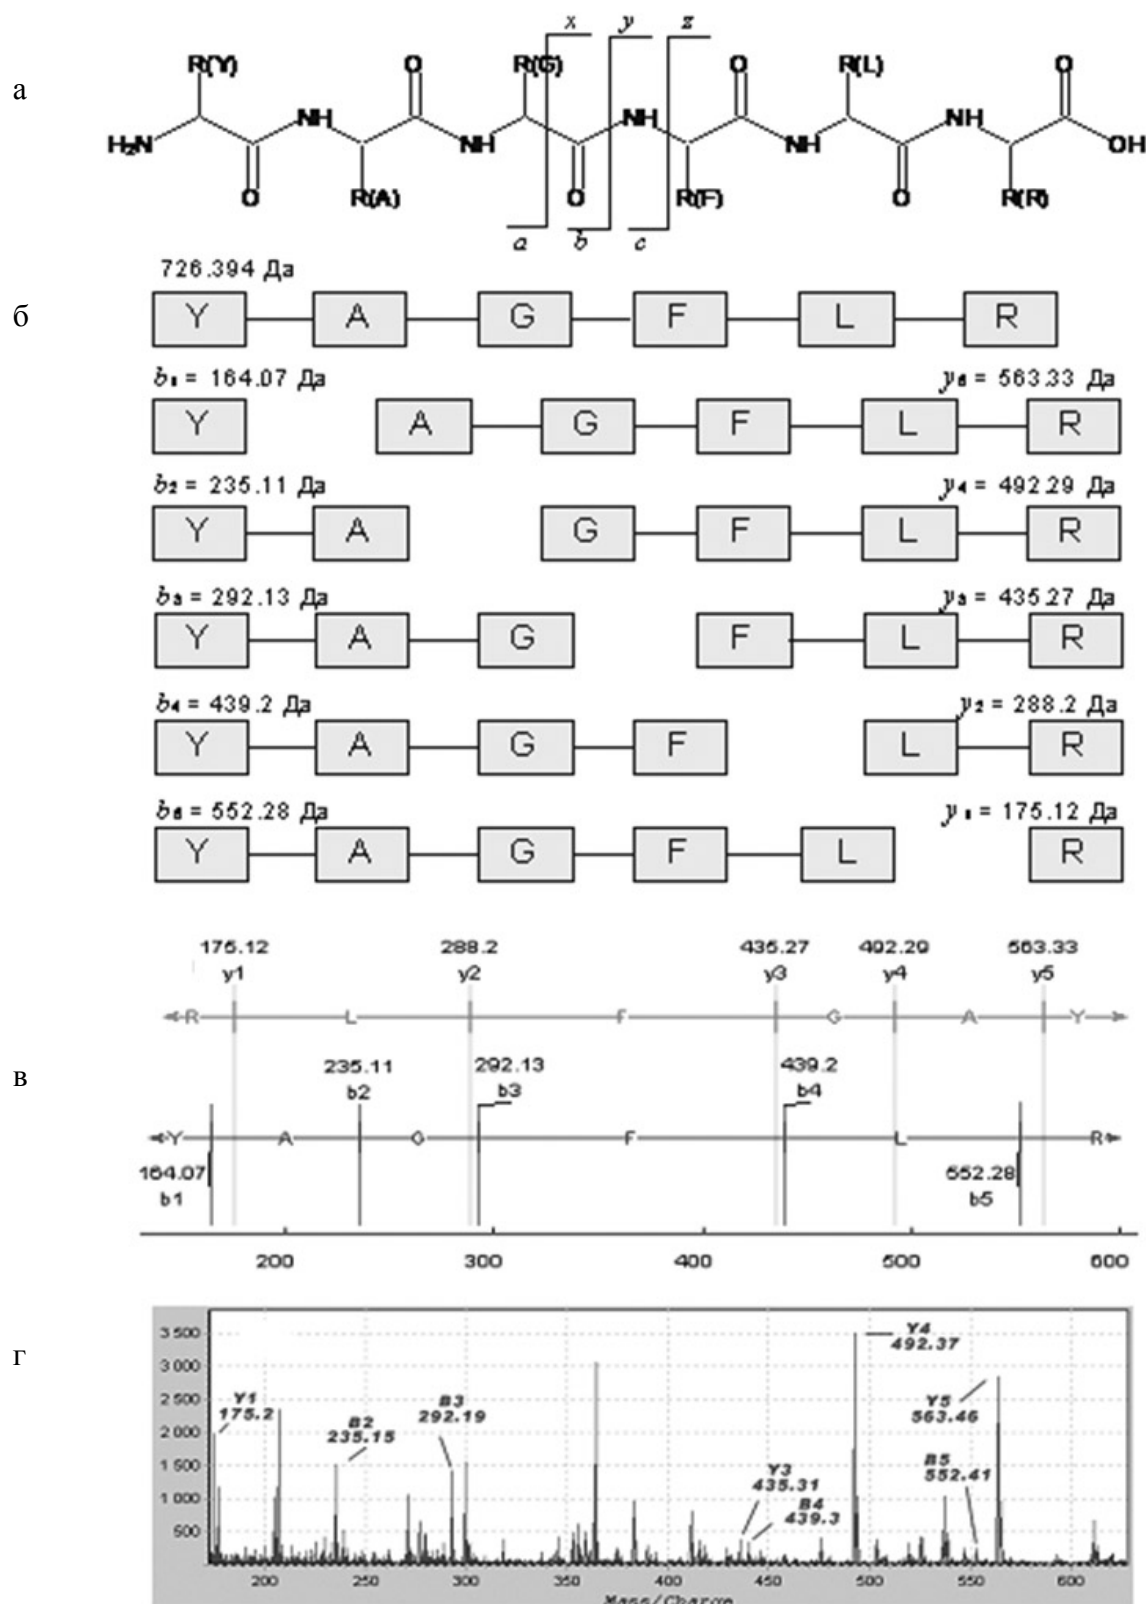 x y z
а
R(Y) O R(G) O R(L) O
H₂N NH NH NH NH NH OH
O R(A) O R(F) O R(R)
a b c
726.394 Да
б
Y A G F L R
b₁ = 164.07 Да y₅ = 563.33 Да
Y A G F L R
b₂ = 235.11 Да y₄ = 492.29 Да
Y A G F L R
b₃ = 292.13 Да y₃ = 435.27 Да
Y A G F L R
b₄ = 439.2 Да y₂ = 288.2 Да
Y A G F L R
b₅ = 552.28 Да y₁ = 175.12 Да
Y A G F L R
175.12 288.2 435.27 492.29 563.33
y1 y2 y3 y4 y5
R L F G A Y
в
235.11 292.13 439.2
b2 b3 b4
Y A G F L R
164.07 552.28
b1 b5
200 300 400 500 600
г
3 500
3 000
2 500
2 000
1 500
1 000
500
Y4
492.37
Y1
175.2
B2
235.15
B3
292.19
Y5
563.46
Y3
435.31
B4
439.3
B5
552.41
200 250 300 350 400 450 500 550 600
Mass/Charge